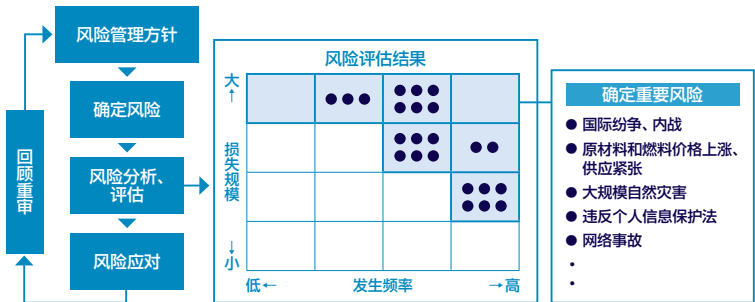 风险管理方针
确定风险
风险分析、
评估
风险应对
回顾重审
风险评估结果
大
↑
损失规模
↓
小
低←
发生频率
→高
确定重要风险
● 国际纷争、内战
● 原材料和燃料价格上涨、
供应紧张
● 大规模自然灾害
● 违反个人信息保护法
● 网络事故
・
・